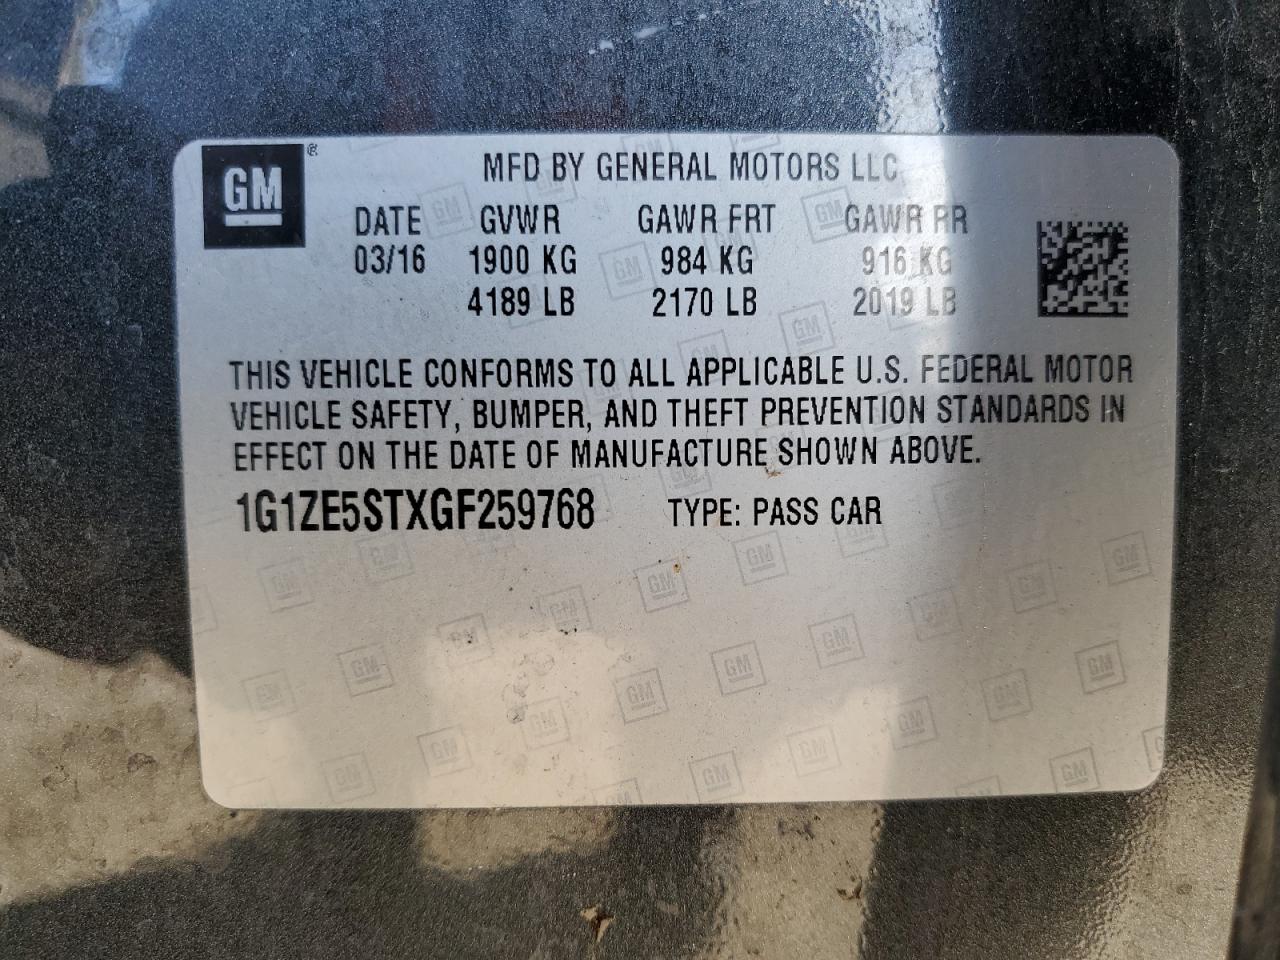 GM®
MFD BY GENERAL MOTORS LLC
DATE GVWR GAWR FRT GAWR RR
03/16 1900 KG 984 KG 916 KG
4189 LB 2170 LB 2019 LB
THIS VEHICLE CONFORMS TO ALL APPLICABLE U.S. FEDERAL MOTOR
VEHICLE SAFETY, BUMPER, AND THEFT PREVENTION STANDARDS IN
EFFECT ON THE DATE OF MANUFACTURE SHOWN ABOVE.
1G1ZE5STXGF259768 TYPE: PASS CAR